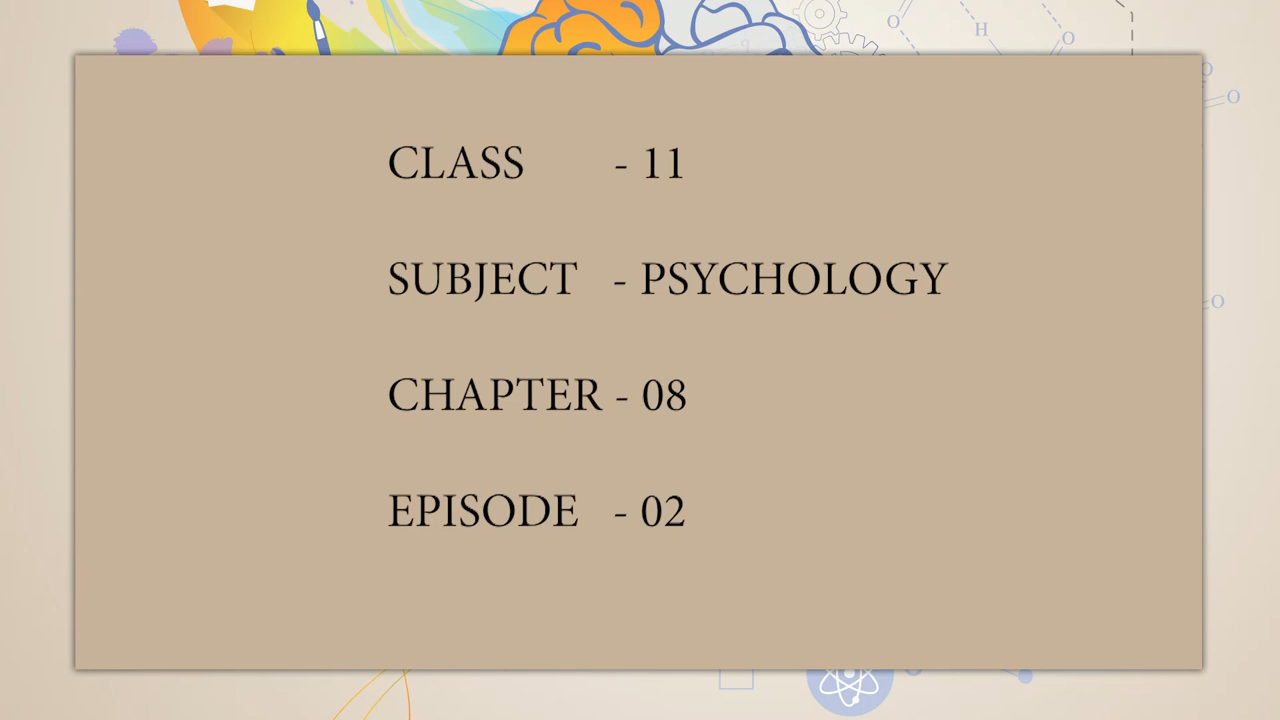 CLASS - 11
SUBJECT - PSYCHOLOGY
CHAPTER - 08
EPISODE - 02
O
H
O
O
O
O